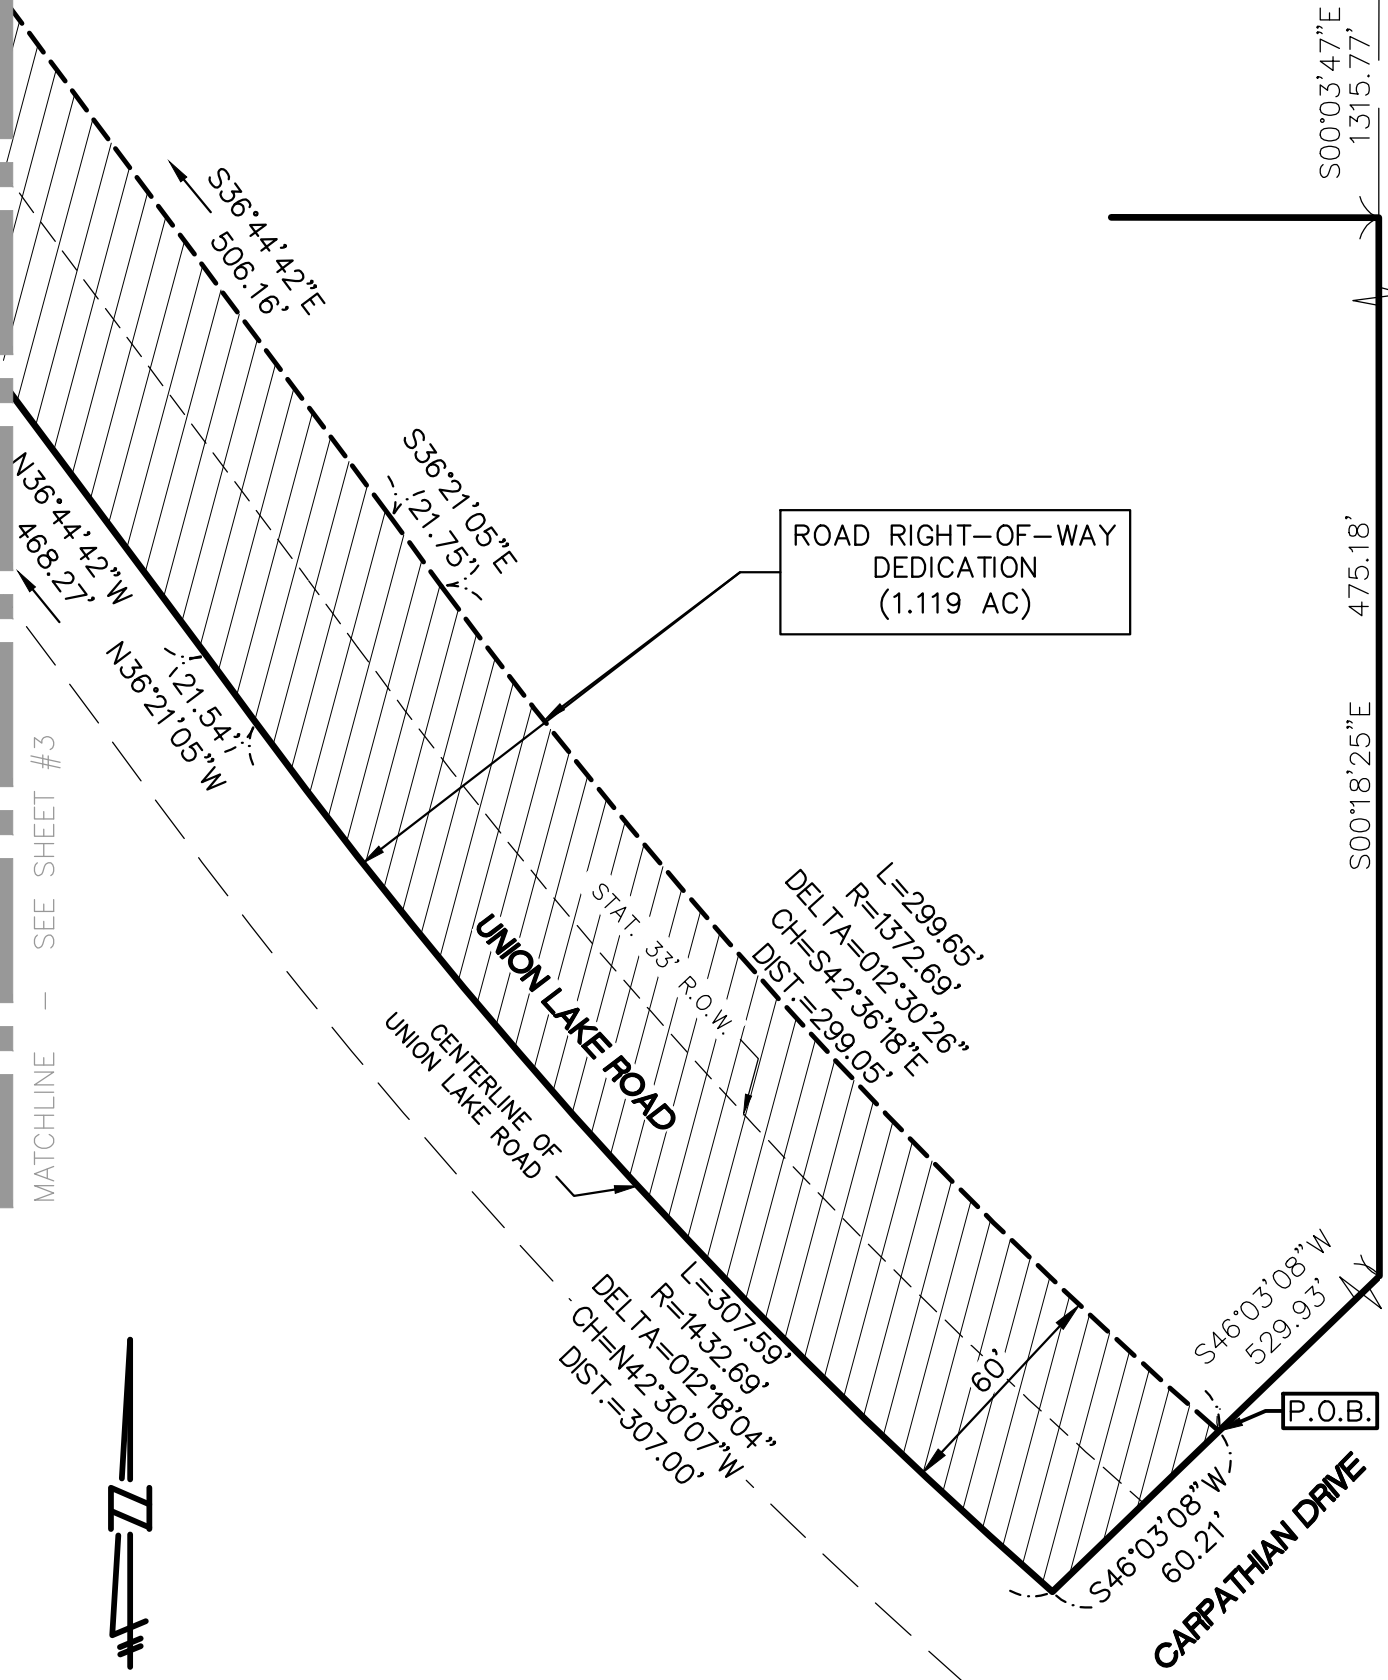 S00°03'47"E
1315.77'
S36°44'42"E
506.16'
S36°21'05"E
21.75'
N36°44'42"W
468.27'
N36°21'05"W
21.54'
ROAD RIGHT-OF-WAY
DEDICATION
(1.119 AC)
475.18'
S00°18'25"E
MATCHLINE - SEE SHEET #3
L=299.65'
R=1372.69'
DELTA=012°30'26"
CH=S42°36'18"E
DIST.=299.05'
STAT. 33' R.O.W.
UNION LAKE ROAD
CENTERLINE OF
UNION LAKE ROAD
L=307.59'
R=1432.69'
DELTA=012°18'04"
CH=N42°30'07"W
DIST.=307.00'
60'
S46°03'08"W
529.93'
P.O.B.
S46°03'08"W
60.21'
CARPATHIAN DRIVE
N